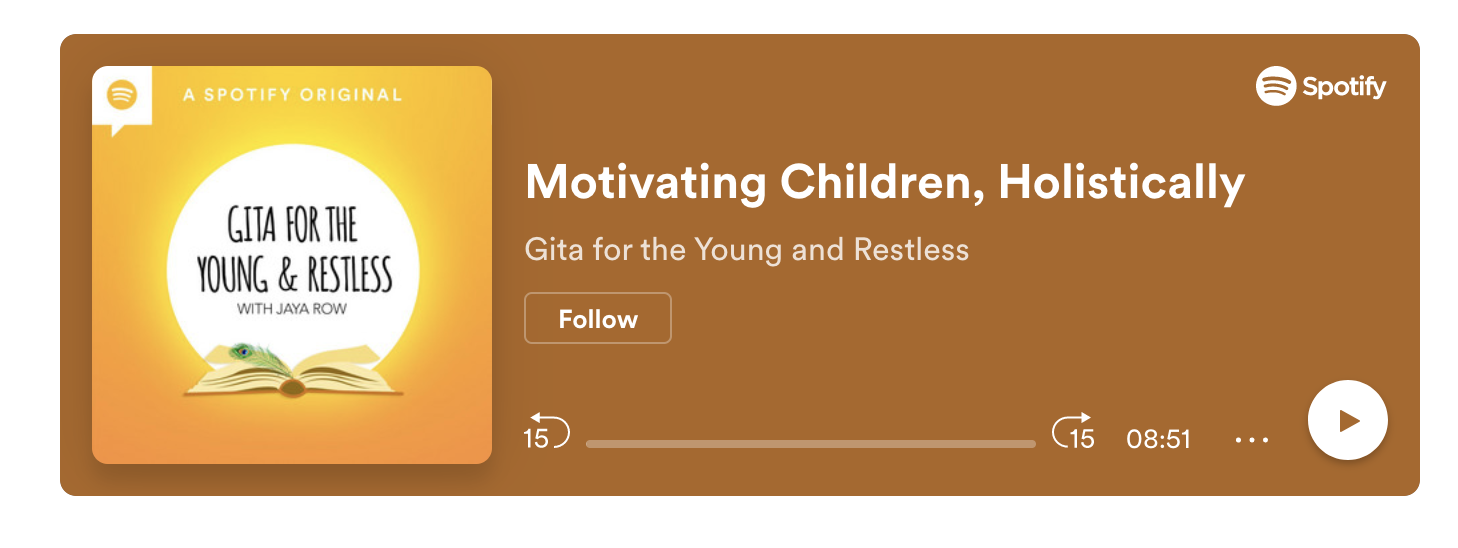 A SPOTIFY ORIGINAL
GITA FOR THE
YOUNG & RESTLESS
WITH JAYA ROW
Spotify
Motivating Children, Holistically
Gita for the Young and Restless
Follow
15
15
08:51